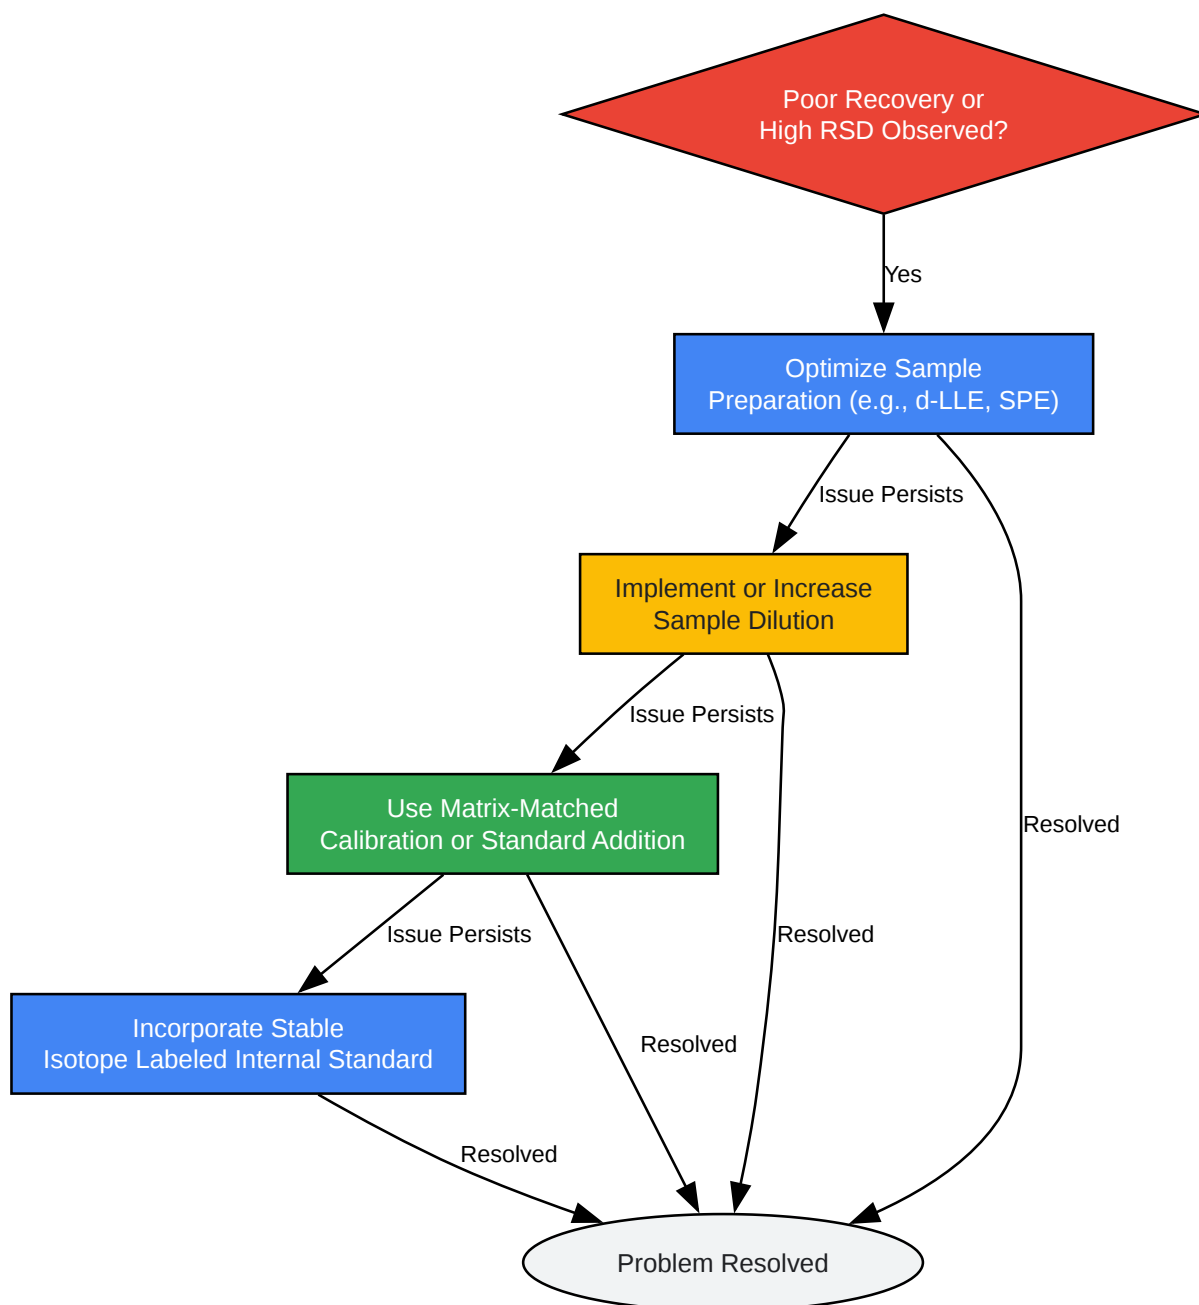 Poor Recovery or
High RSD Observed?
Yes
Optimize Sample
Preparation (e.g., d-LLE, SPE)
Issue Persists
Implement or Increase
Sample Dilution
Issue Persists
Use Matrix-Matched
Calibration or Standard Addition
Resolved
Issue Persists
Resolved
Incorporate Stable
Isotope Labeled Internal Standard
Resolved
Resolved
Problem Resolved